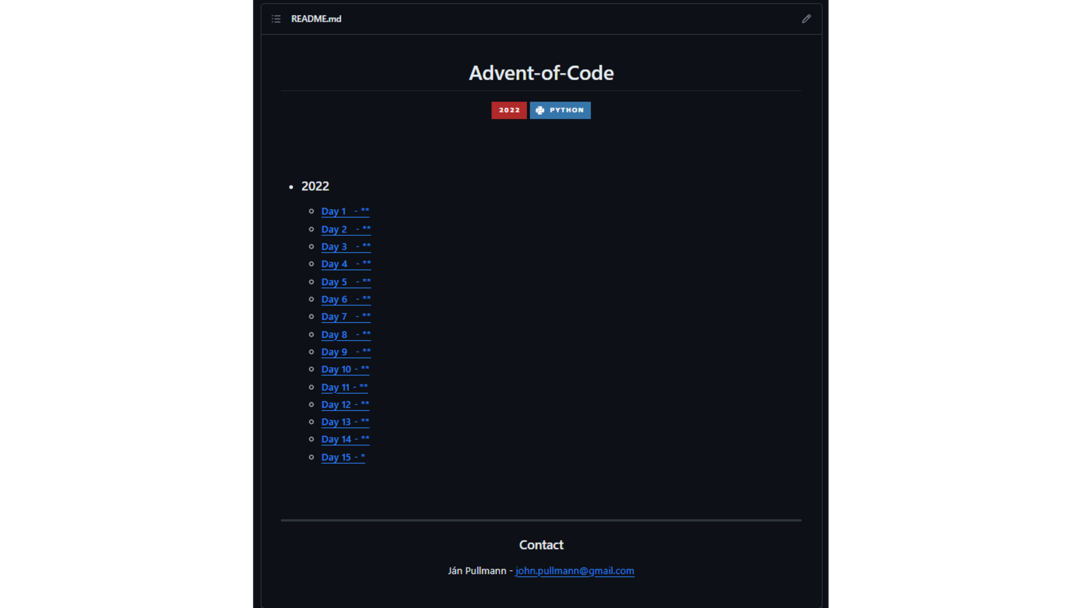 README.md
Advent-of-Code
2022 PYTHON
2022
Day 1 - **
Day 2 - **
Day 3 - **
Day 4 - **
Day 5 - **
Day 6 - **
Day 7 - **
Day 8 - **
Day 9 - **
Day 10 - **
Day 11 - **
Day 12 - **
Day 13 - **
Day 14 - **
Day 15 - *
Contact
Ján Pullmann - john.pullmann@gmail.com